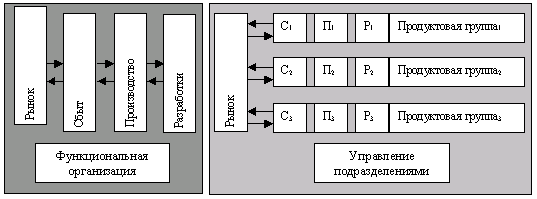 Рынок
Сбыт
Производство
Разработки
Функциональная
организация
Рынок
С₁ П₁ Р₁ Продуктовая группа₁
С₂ П₂ Р₂ Продуктовая группа₂
С₃ П₃ Р₃ Продуктовая группа₃
Управление
подразделениями